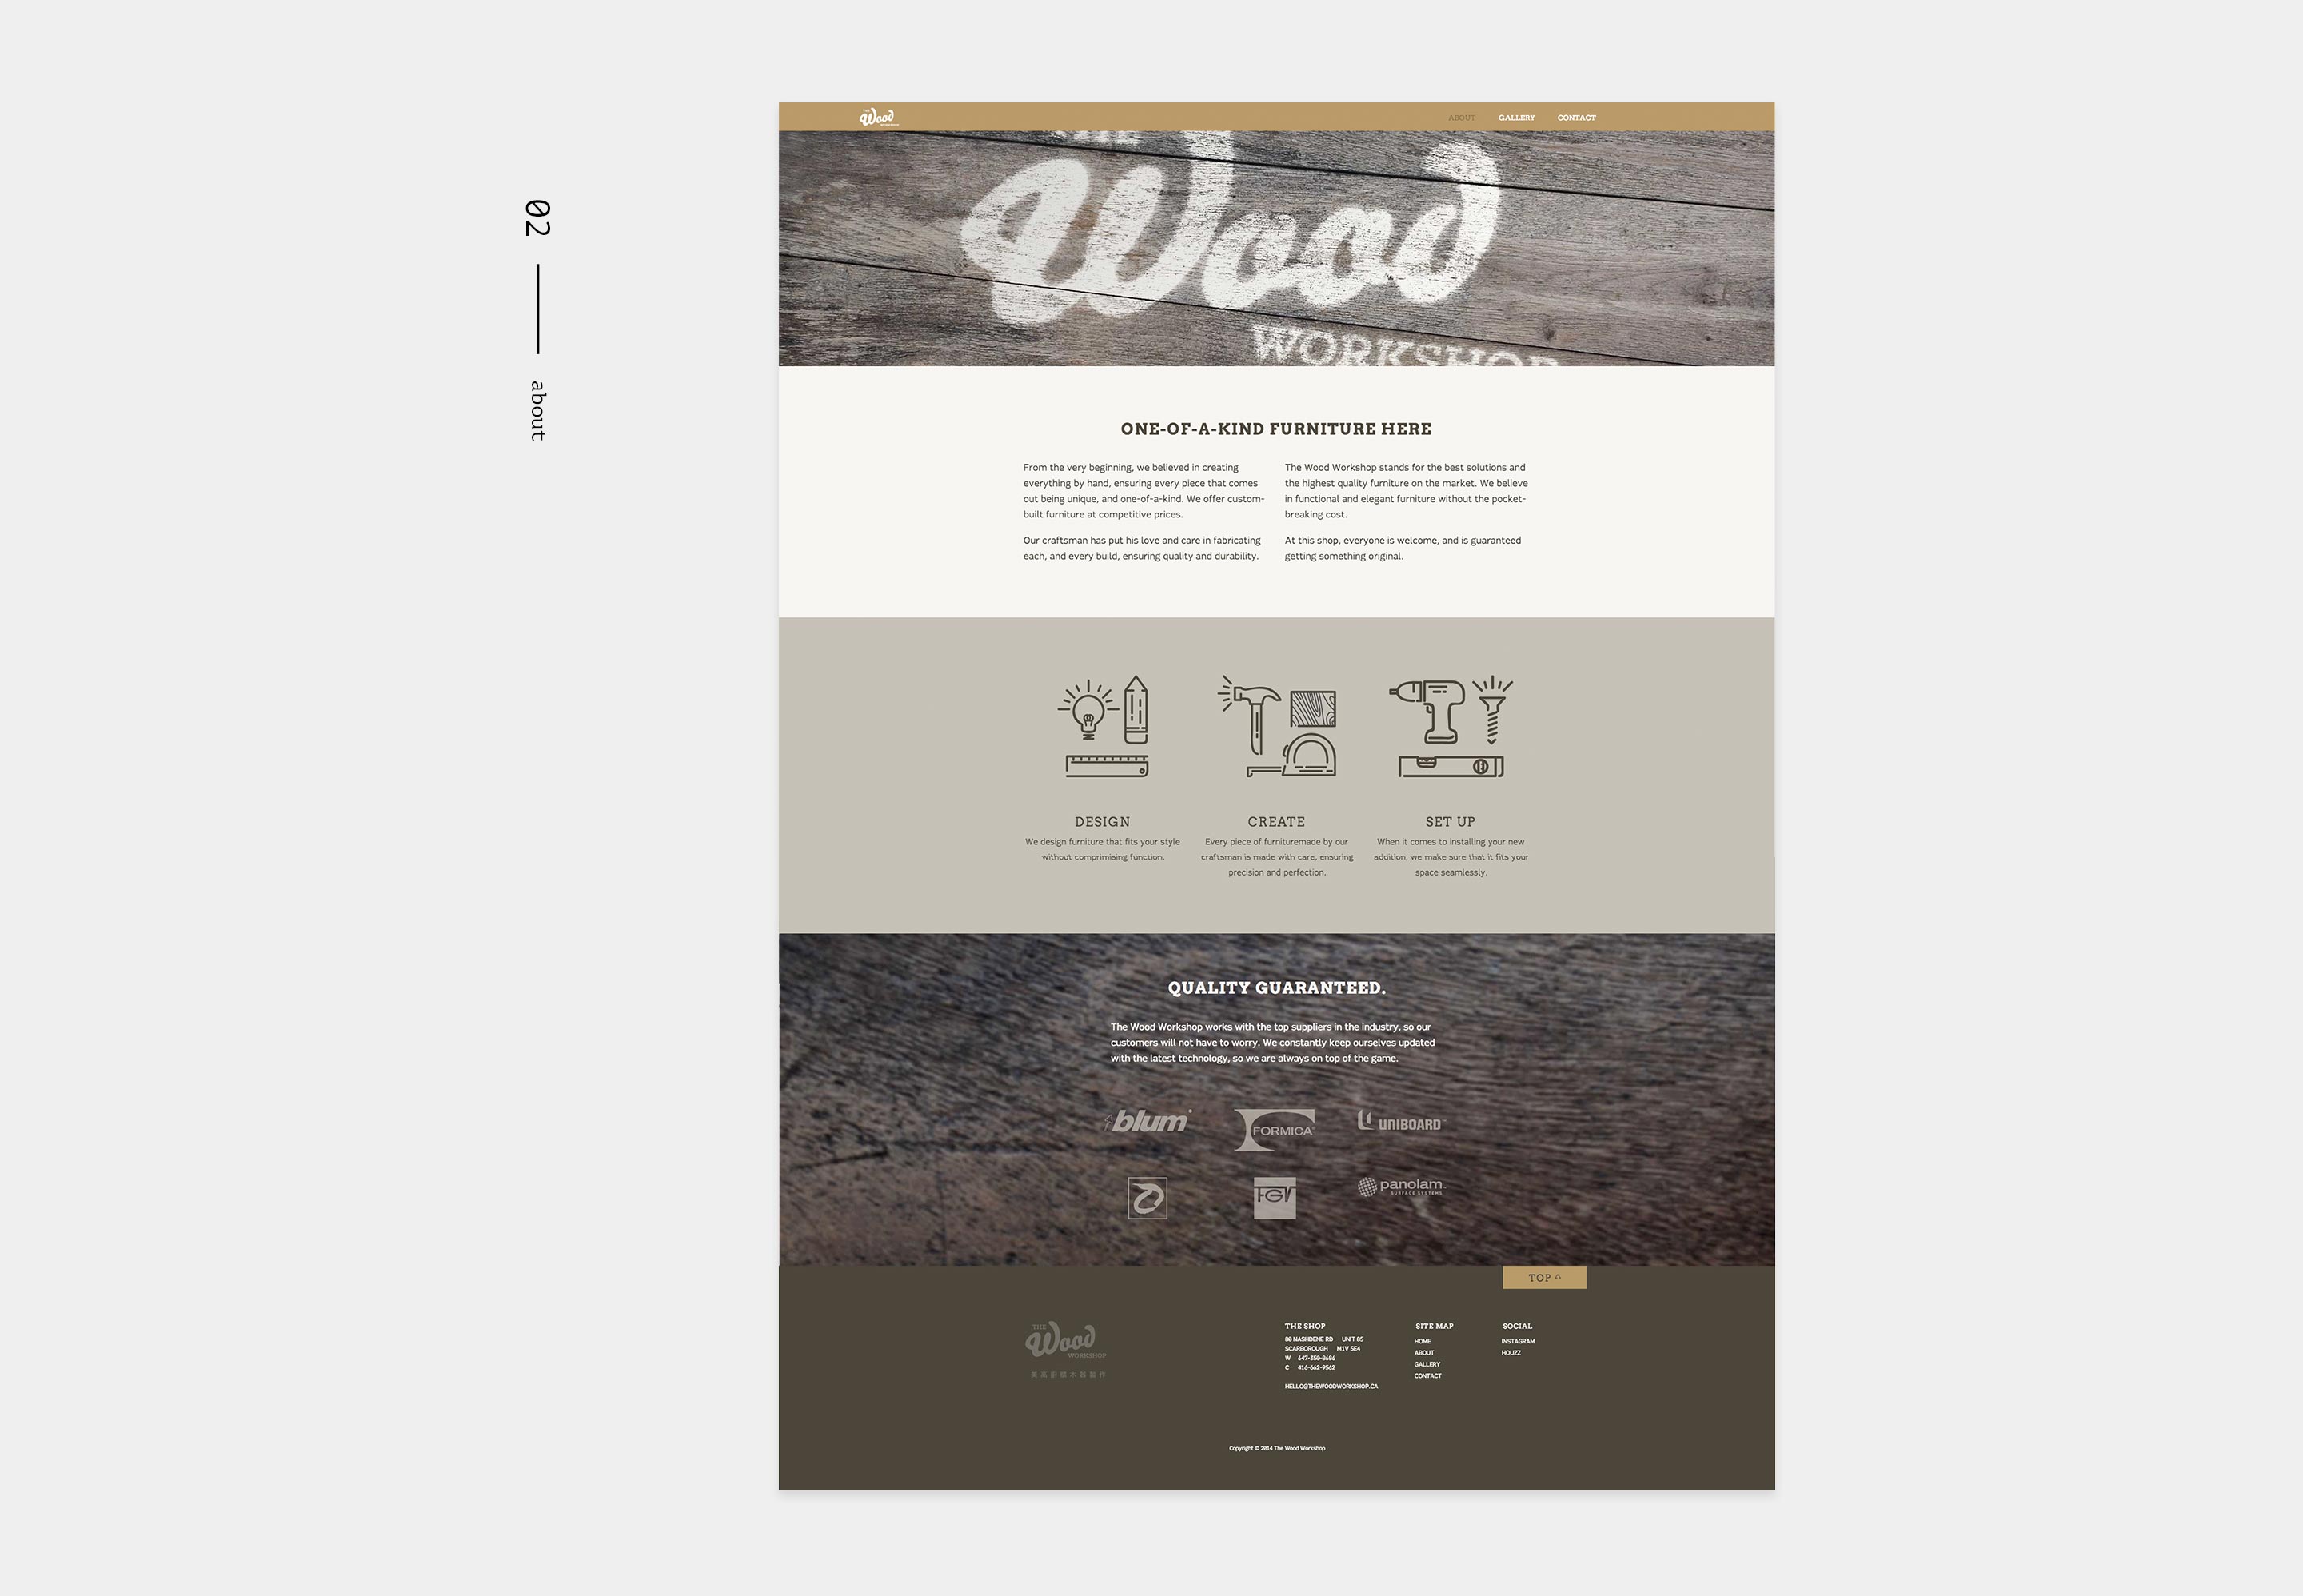 02
about
THE
Wood
WORKSHOP
ABOUT GALLERY CONTACT
Wood
WORKSHOP
ONE-OF-A-KIND FURNITURE HERE
From the very beginning, we believed in creating
everything by hand, ensuring every piece that comes
out being unique, and one-of-a-kind. We offer custom-
built furniture at competitive prices.
Our craftsman has put his love and care in fabricating
each, and every build, ensuring quality and durability.
The Wood Workshop stands for the best solutions and
the highest quality furniture on the market. We believe
in functional and elegant furniture without the pocket-
breaking cost.
At this shop, everyone is welcome, and is guaranteed
getting something original.
DESIGN
We design furniture that fits your style
without comprimising function.
CREATE
Every piece of furnituremade by our
craftsman is made with care, ensuring
precision and perfection.
SET UP
When it comes to installing your new
addition, we make sure that it fits your
space seamlessly.
QUALITY GUARANTEED.
The Wood Workshop works with the top suppliers in the industry, so our
customers will not have to worry. We constantly keep ourselves updated
with the latest technology, so we are always on top of the game.
blum
FORMICA
UNIBOARD
FGV
panolam
SURFACE SYSTEMS
TOP
THE
Wood
WORKSHOP
THE SHOP
80 NASHDENE RD UNIT 85
SCARBOROUGH M1V 5E4
W 647-350-8686
C 416-662-9562
HELLO@THEWOODWORKSHOP.CA
SITE MAP
HOME
ABOUT
GALLERY
CONTACT
SOCIAL
INSTAGRAM
HOUZZ
Copyright © 2014 The Wood Workshop